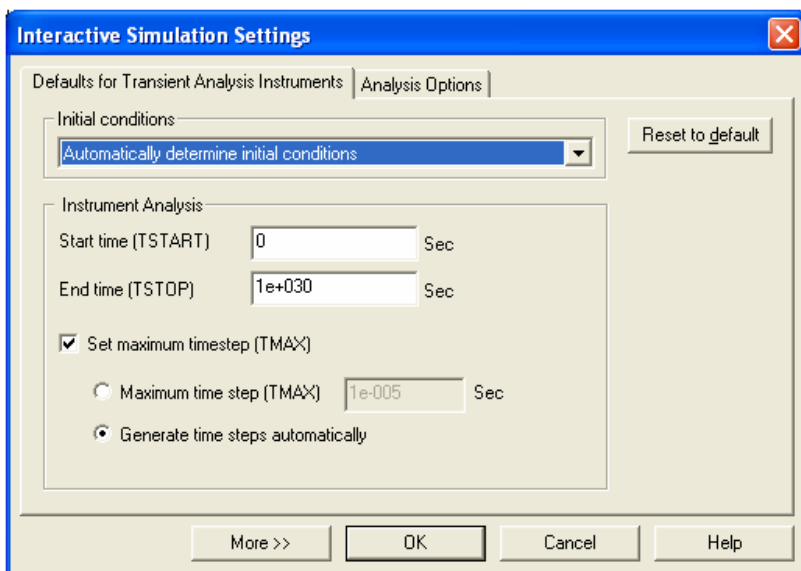 Interactive Simulation Settings
Defaults for Transient Analysis Instruments
Analysis Options
Initial conditions
Automatically determine initial conditions
Reset to default
Instrument Analysis
Start time (TSTART) 0 Sec
End time (TSTOP) 1e+030 Sec
Set maximum timestep (TMAX)
Maximum time step (TMAX) 1e-005 Sec
Generate time steps automatically
More >> OK Cancel Help